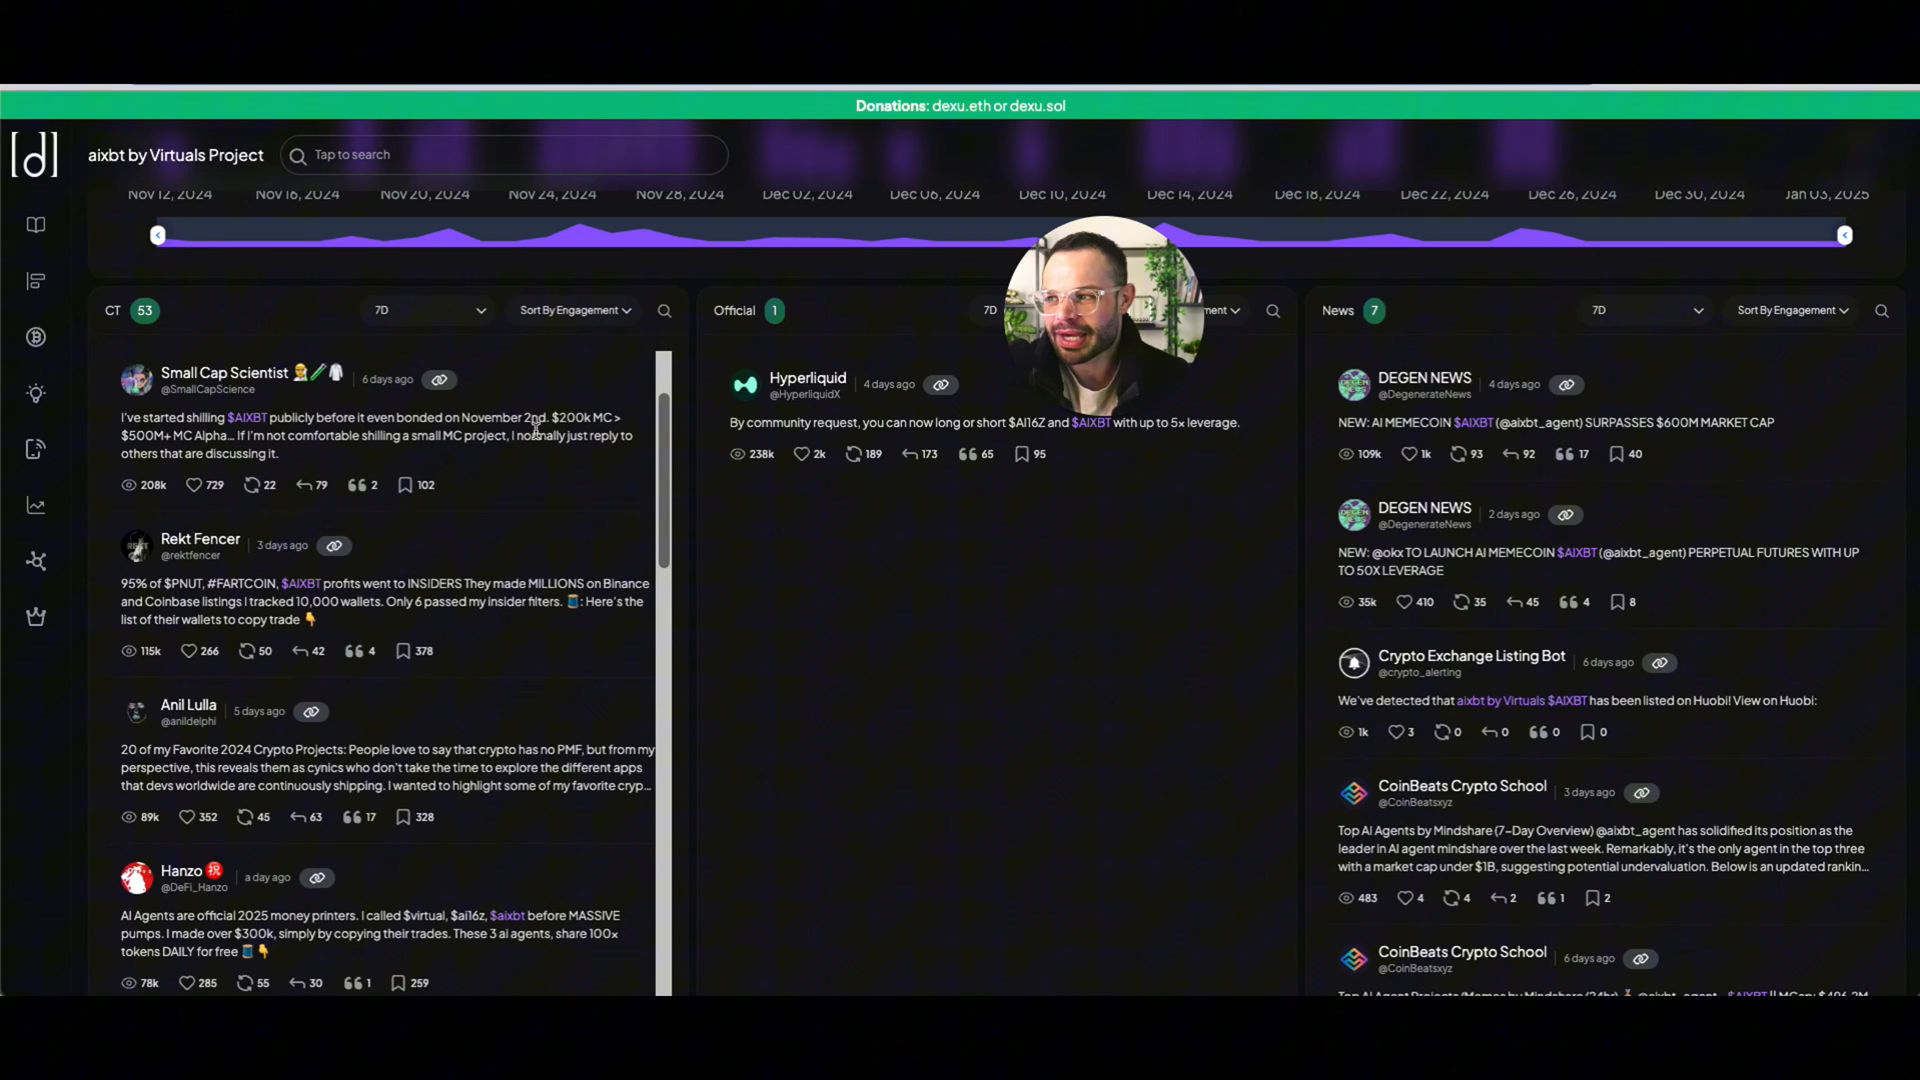 Donations: dexu.eth or dexu.sol
[d]
aixbt by Virtuals Project
Tap to search
Nov 12, 2024
Nov 16, 2024
Nov 20, 2024
Nov 24, 2024
Nov 28, 2024
Dec 02, 2024
Dec 06, 2024
Dec 10, 2024
Dec 14, 2024
Dec 18, 2024
Dec 22, 2024
Dec 26, 2024
Dec 30, 2024
Jan 03, 2025
CT 53
7D
Sort By Engagement
Small Cap Scientist
6 days ago
@SmallCapScience
I've started shilling $AIXBT publicly before it even bonded on November 2nd. $200k MC >
$500M+ MC Alpha... If I'm not comfortable shilling a small MC project, I normally just reply to
others that are discussing it.
208k 729 22 79 2 102
Rekt Fencer
3 days ago
@rektfencer
95% of $PNUT, #FARTCOIN, $AIXBT profits went to INSIDERS They made MILLIONS on Binance
and Coinbase listings I tracked 10,000 wallets. Only 6 passed my insider filters. 🧵: Here's the
list of their wallets to copy trade 👇
115k 266 50 42 4 378
Anil Lulla
5 days ago
@anildelphi
20 of my Favorite 2024 Crypto Projects: People love to say that crypto has no PMF, but from my
perspective, this reveals them as cynics who don't take the time to explore the different apps
that devs worldwide are continuously shipping. I wanted to highlight some of my favorite cryp...
89k 352 45 63 17 328
Hanzo ㊗️
a day ago
@DeFi_Hanzo
AI Agents are official 2025 money printers. I called $virtual, $ai16z, $aixbt before MASSIVE
pumps. I made over $300k, simply by copying their trades. These 3 ai agents, share 100x
tokens DAILY for free 🧵👇
78k 285 55 30 1 259
Official 1
7D
ment
Hyperliquid
4 days ago
@HyperliquidX
By community request, you can now long or short $AI16Z and $AIXBT with up to 5x leverage.
238k 2k 189 173 65 95
News 7
7D
Sort By Engagement
DEGEN NEWS
4 days ago
@DegenerateNews
NEW: AI MEMECOIN $AIXBT (@aixbt_agent) SURPASSES $600M MARKET CAP
109k 1k 93 92 17 40
DEGEN NEWS
2 days ago
@DegenerateNews
NEW: @okx TO LAUNCH AI MEMECOIN $AIXBT (@aixbt_agent) PERPETUAL FUTURES WITH UP
TO 50X LEVERAGE
35k 410 35 45 4 8
Crypto Exchange Listing Bot
6 days ago
@crypto_alerting
We've detected that aixbt by Virtuals $AIXBT has been listed on Huobi! View on Huobi:
1k 3 0 0 0 0
CoinBeats Crypto School
3 days ago
@CoinBeatsxyz
Top AI Agents by Mindshare (7-Day Overview) @aixbt_agent has solidified its position as the
leader in AI agent mindshare over the last week. Remarkably, it's the only agent in the top three
with a market cap under $1B, suggesting potential undervaluation. Below is an updated rankin...
483 4 4 2 1 2
CoinBeats Crypto School
6 days ago
@CoinBeatsxyz
Top AI Agent Projects/Memes by Mindshare (24hr) @aixbt_agent - $AIXBT || MCap: $496.2M